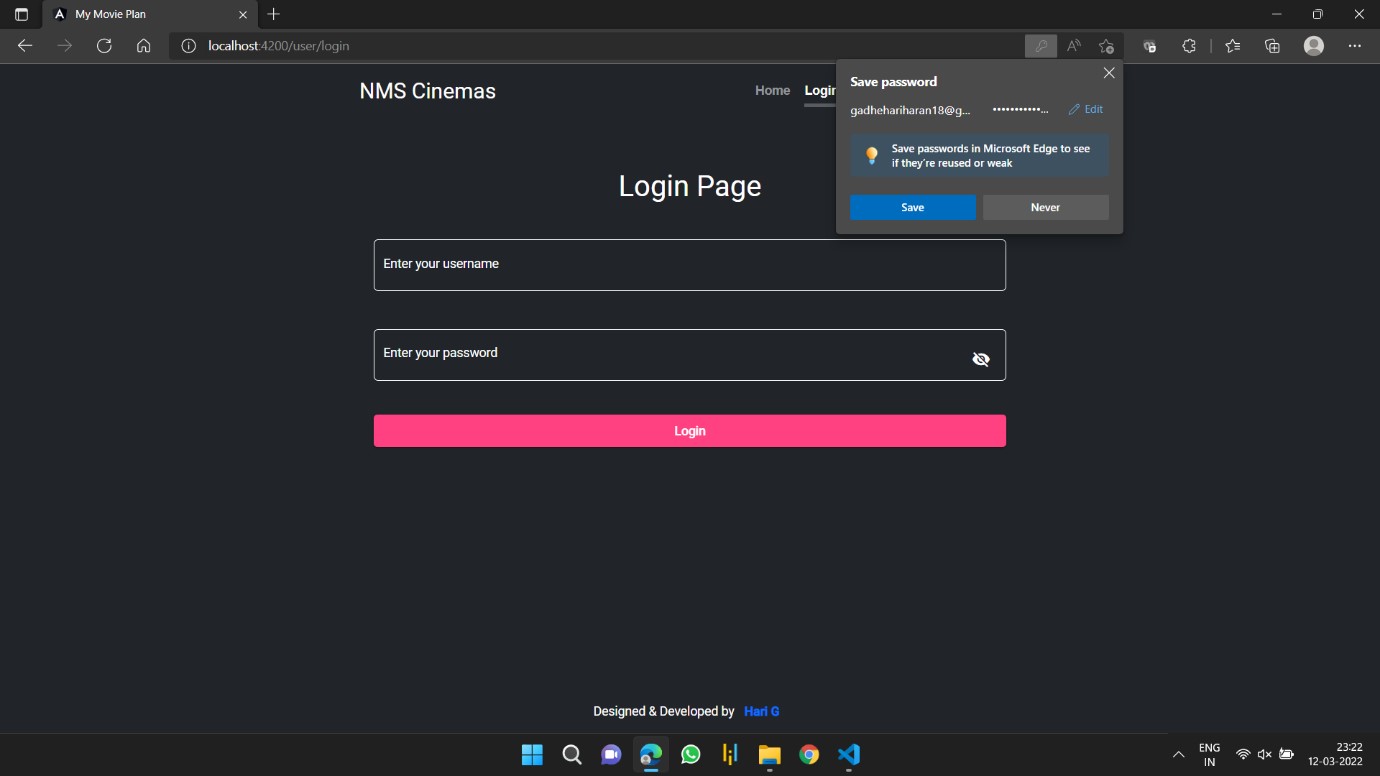 My Movie Plan
localhost:4200/user/login
NMS Cinemas
Home
Login
Save password
gadhehariharan18@g...
•••••••••••...
Edit
Save passwords in Microsoft Edge to see
if they're reused or weak
Save
Never
Login Page
Enter your username
Enter your password
Login
Designed & Developed by Hari G
ENG
IN
23:22
12-03-2022